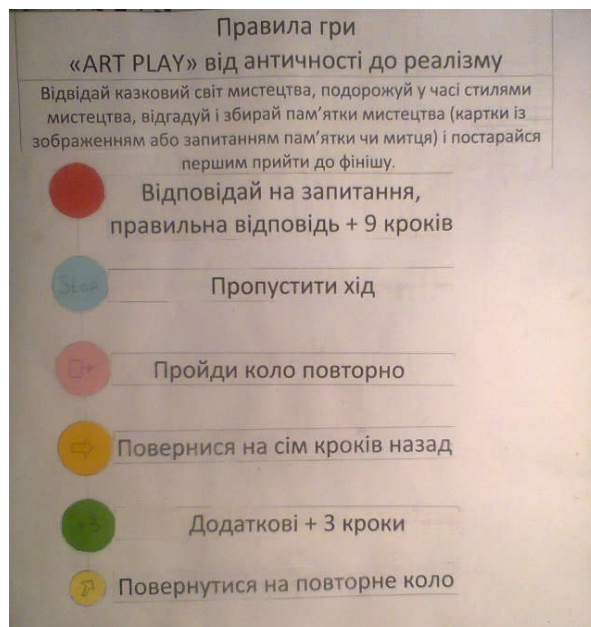 Правила гри
«ART PLAY» від античності до реалізму
Відвідай казковий світ мистецтва, подорожуй у часі стилями
мистецтва, відгадуй і збирай пам’ятки мистецтва (картки із
зображенням або запитанням пам’ятки чи митця) і постарайся
першим прийти до фінішу.
Відповідай на запитання,
правильна відповідь + 9 кроків
Stop
Пропустити хід
Пройди коло повторно
Повернися на сім кроків назад
+3
Додаткові + 3 кроки
Повернутися на повторне коло